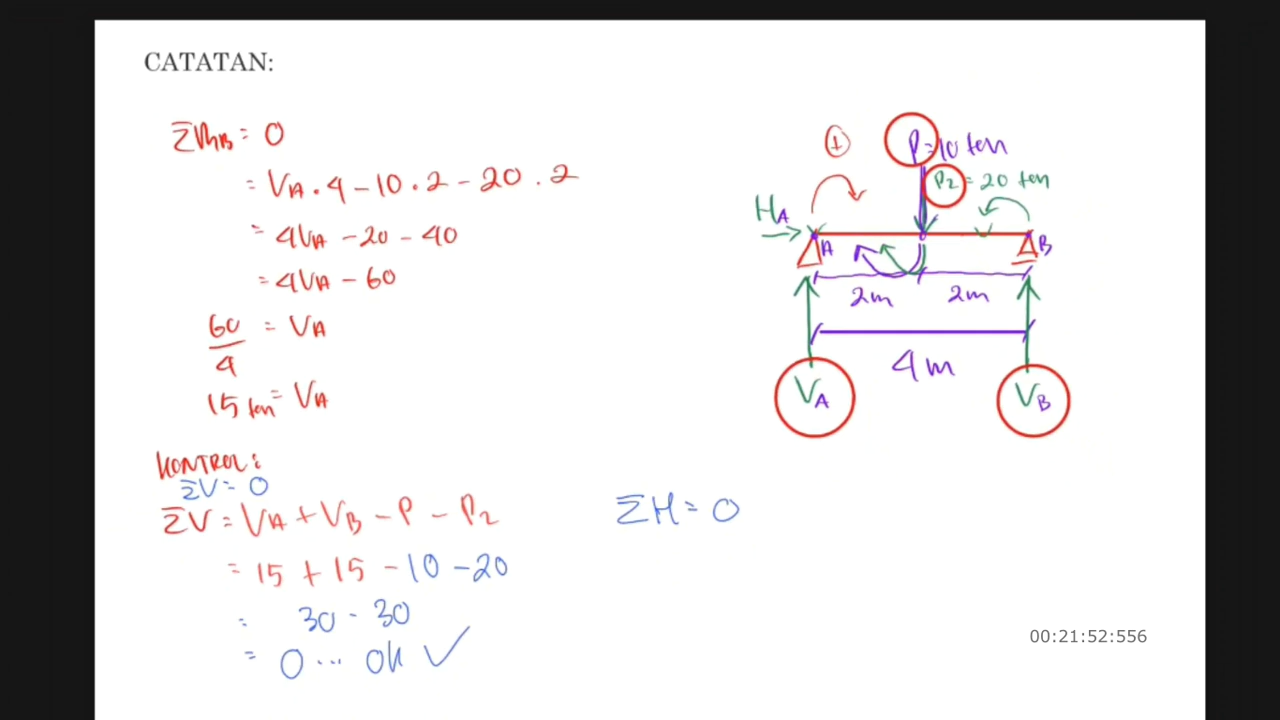 CATATAN:
ΣMB = 0
= VA . 4 - 10 . 2 - 20 . 2
= 4VA - 20 - 40
= 4VA - 60
60/4 = VA
15 ton = VA
KONTROL:
ΣV = 0
ΣV = VA + VB - P - P2
= 15 + 15 - 10 - 20
= 30 - 30
= 0 ... OK ✓
ΣH = 0
+
P = 10 ton
P2 = 20 ton
HA
A
B
2m
2m
4m
VA
VB
00:21:52:556